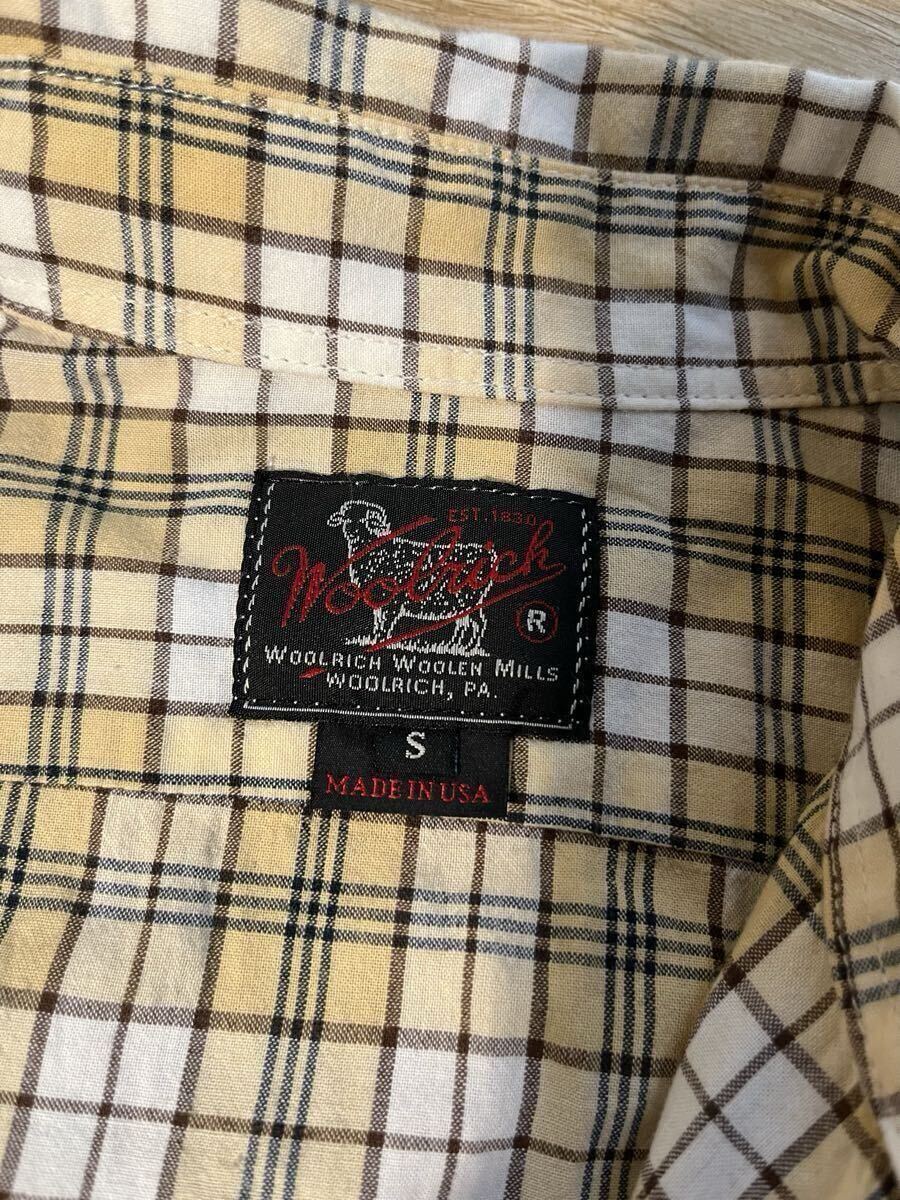 EST. 1830
Woolrich
R
WOOLRICH WOOLEN MILLS
WOOLRICH, PA.
S
MADE IN USA